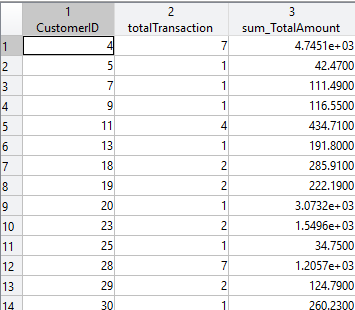 1 2 3
CustomerID totalTransaction sum_TotalAmount
1 4 7 4.7451e+03
2 5 1 42.4700
3 7 1 111.4900
4 9 1 116.5500
5 11 4 434.7100
6 13 1 191.8000
7 18 2 285.9100
8 19 2 222.1900
9 20 1 3.0732e+03
10 23 2 1.5496e+03
11 25 1 34.7500
12 28 7 1.2057e+03
13 29 2 124.7900
14 30 1 260.2300